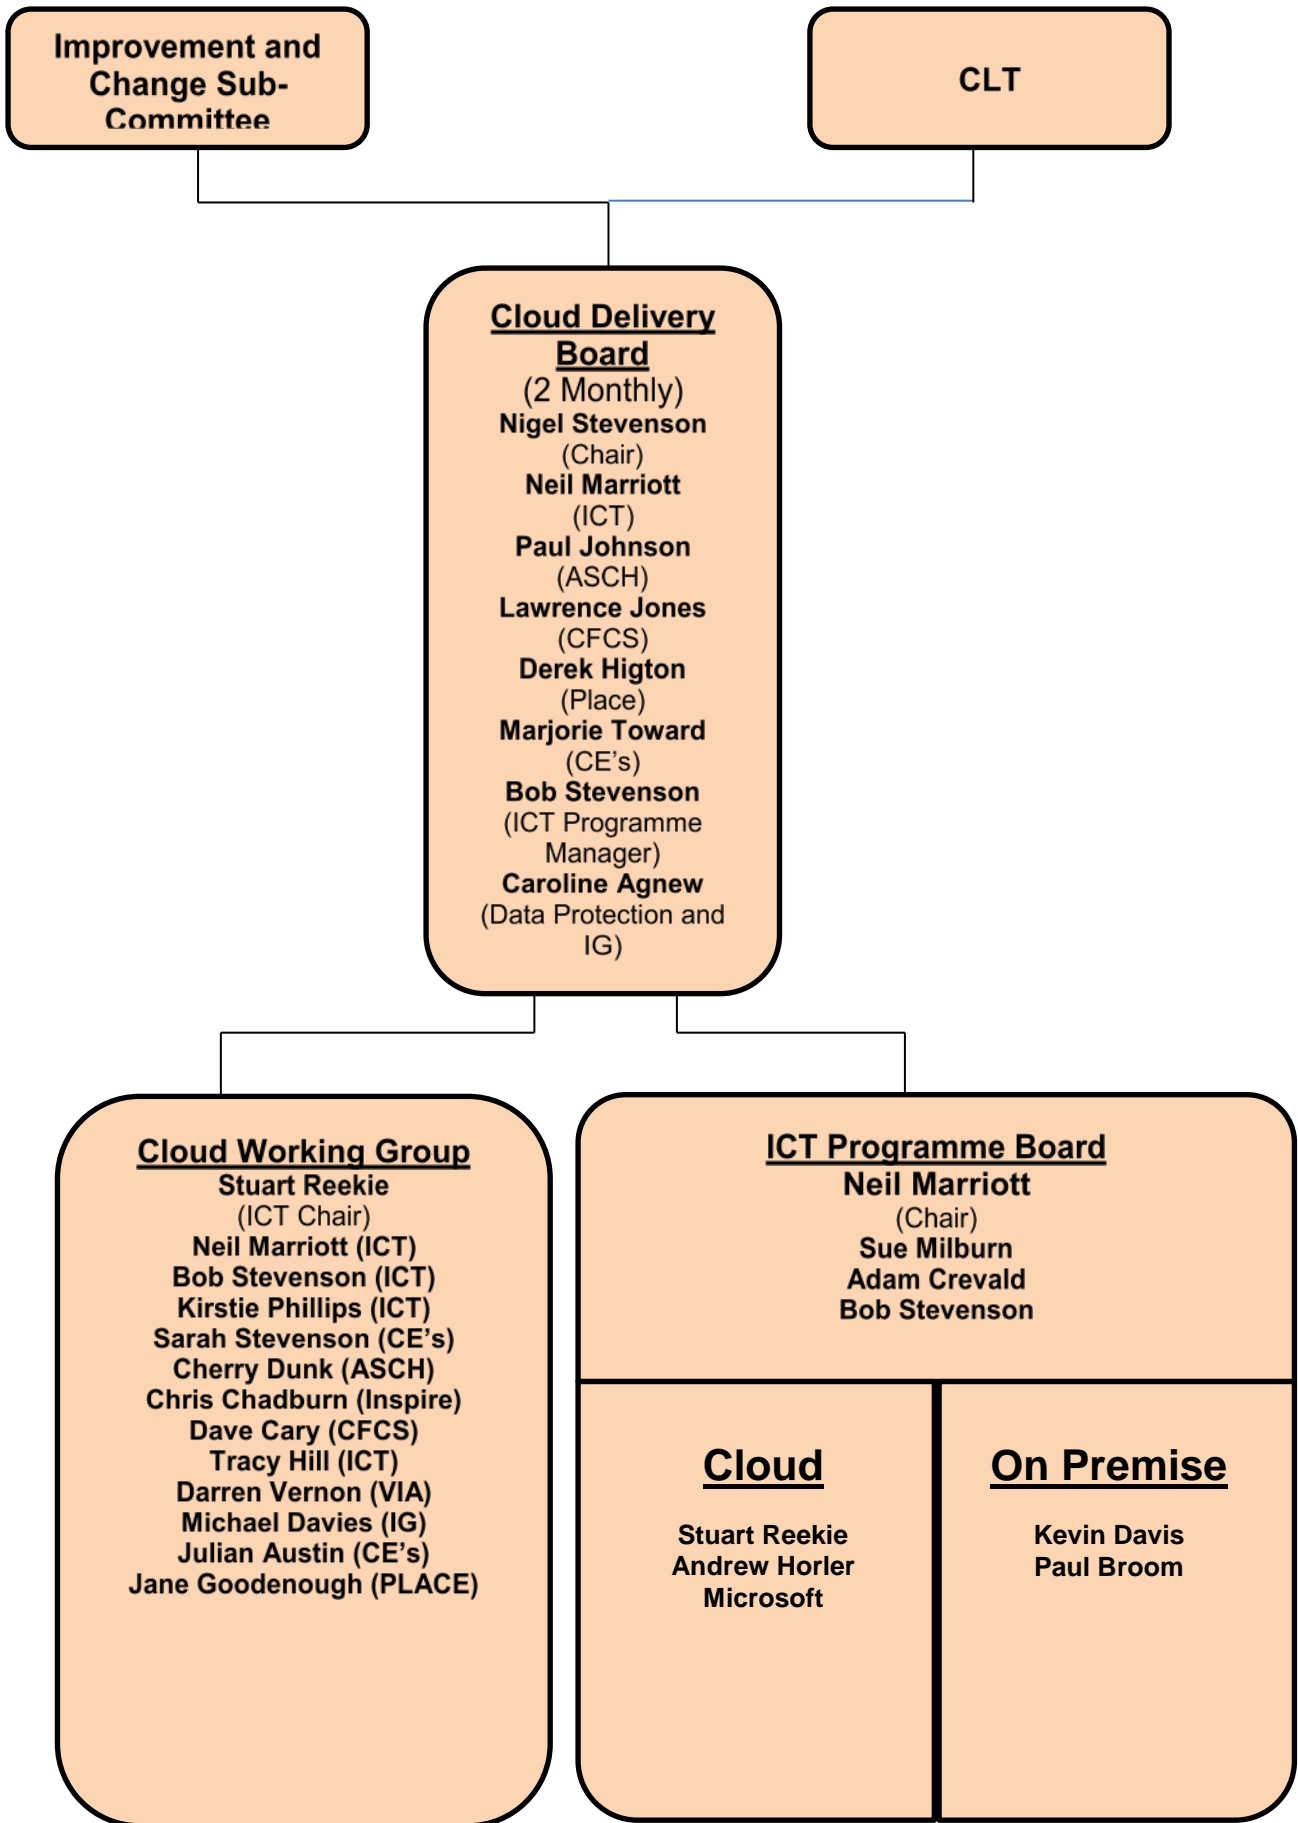 Improvement and
Change Sub-
Committee
CLT
Cloud Delivery
Board
(2 Monthly)
Nigel Stevenson
(Chair)
Neil Marriott
(ICT)
Paul Johnson
(ASCH)
Lawrence Jones
(CFCS)
Derek Higton
(Place)
Marjorie Toward
(CE’s)
Bob Stevenson
(ICT Programme
Manager)
Caroline Agnew
(Data Protection and
IG)
Cloud Working Group
Stuart Reekie
(ICT Chair)
Neil Marriott (ICT)
Bob Stevenson (ICT)
Kirstie Phillips (ICT)
Sarah Stevenson (CE’s)
Cherry Dunk (ASCH)
Chris Chadburn (Inspire)
Dave Cary (CFCS)
Tracy Hill (ICT)
Darren Vernon (VIA)
Michael Davies (IG)
Julian Austin (CE’s)
Jane Goodenough (PLACE)
ICT Programme Board
Neil Marriott
(Chair)
Sue Milburn
Adam Crevald
Bob Stevenson
Cloud
Stuart Reekie
Andrew Horler
Microsoft
On Premise
Kevin Davis
Paul Broom